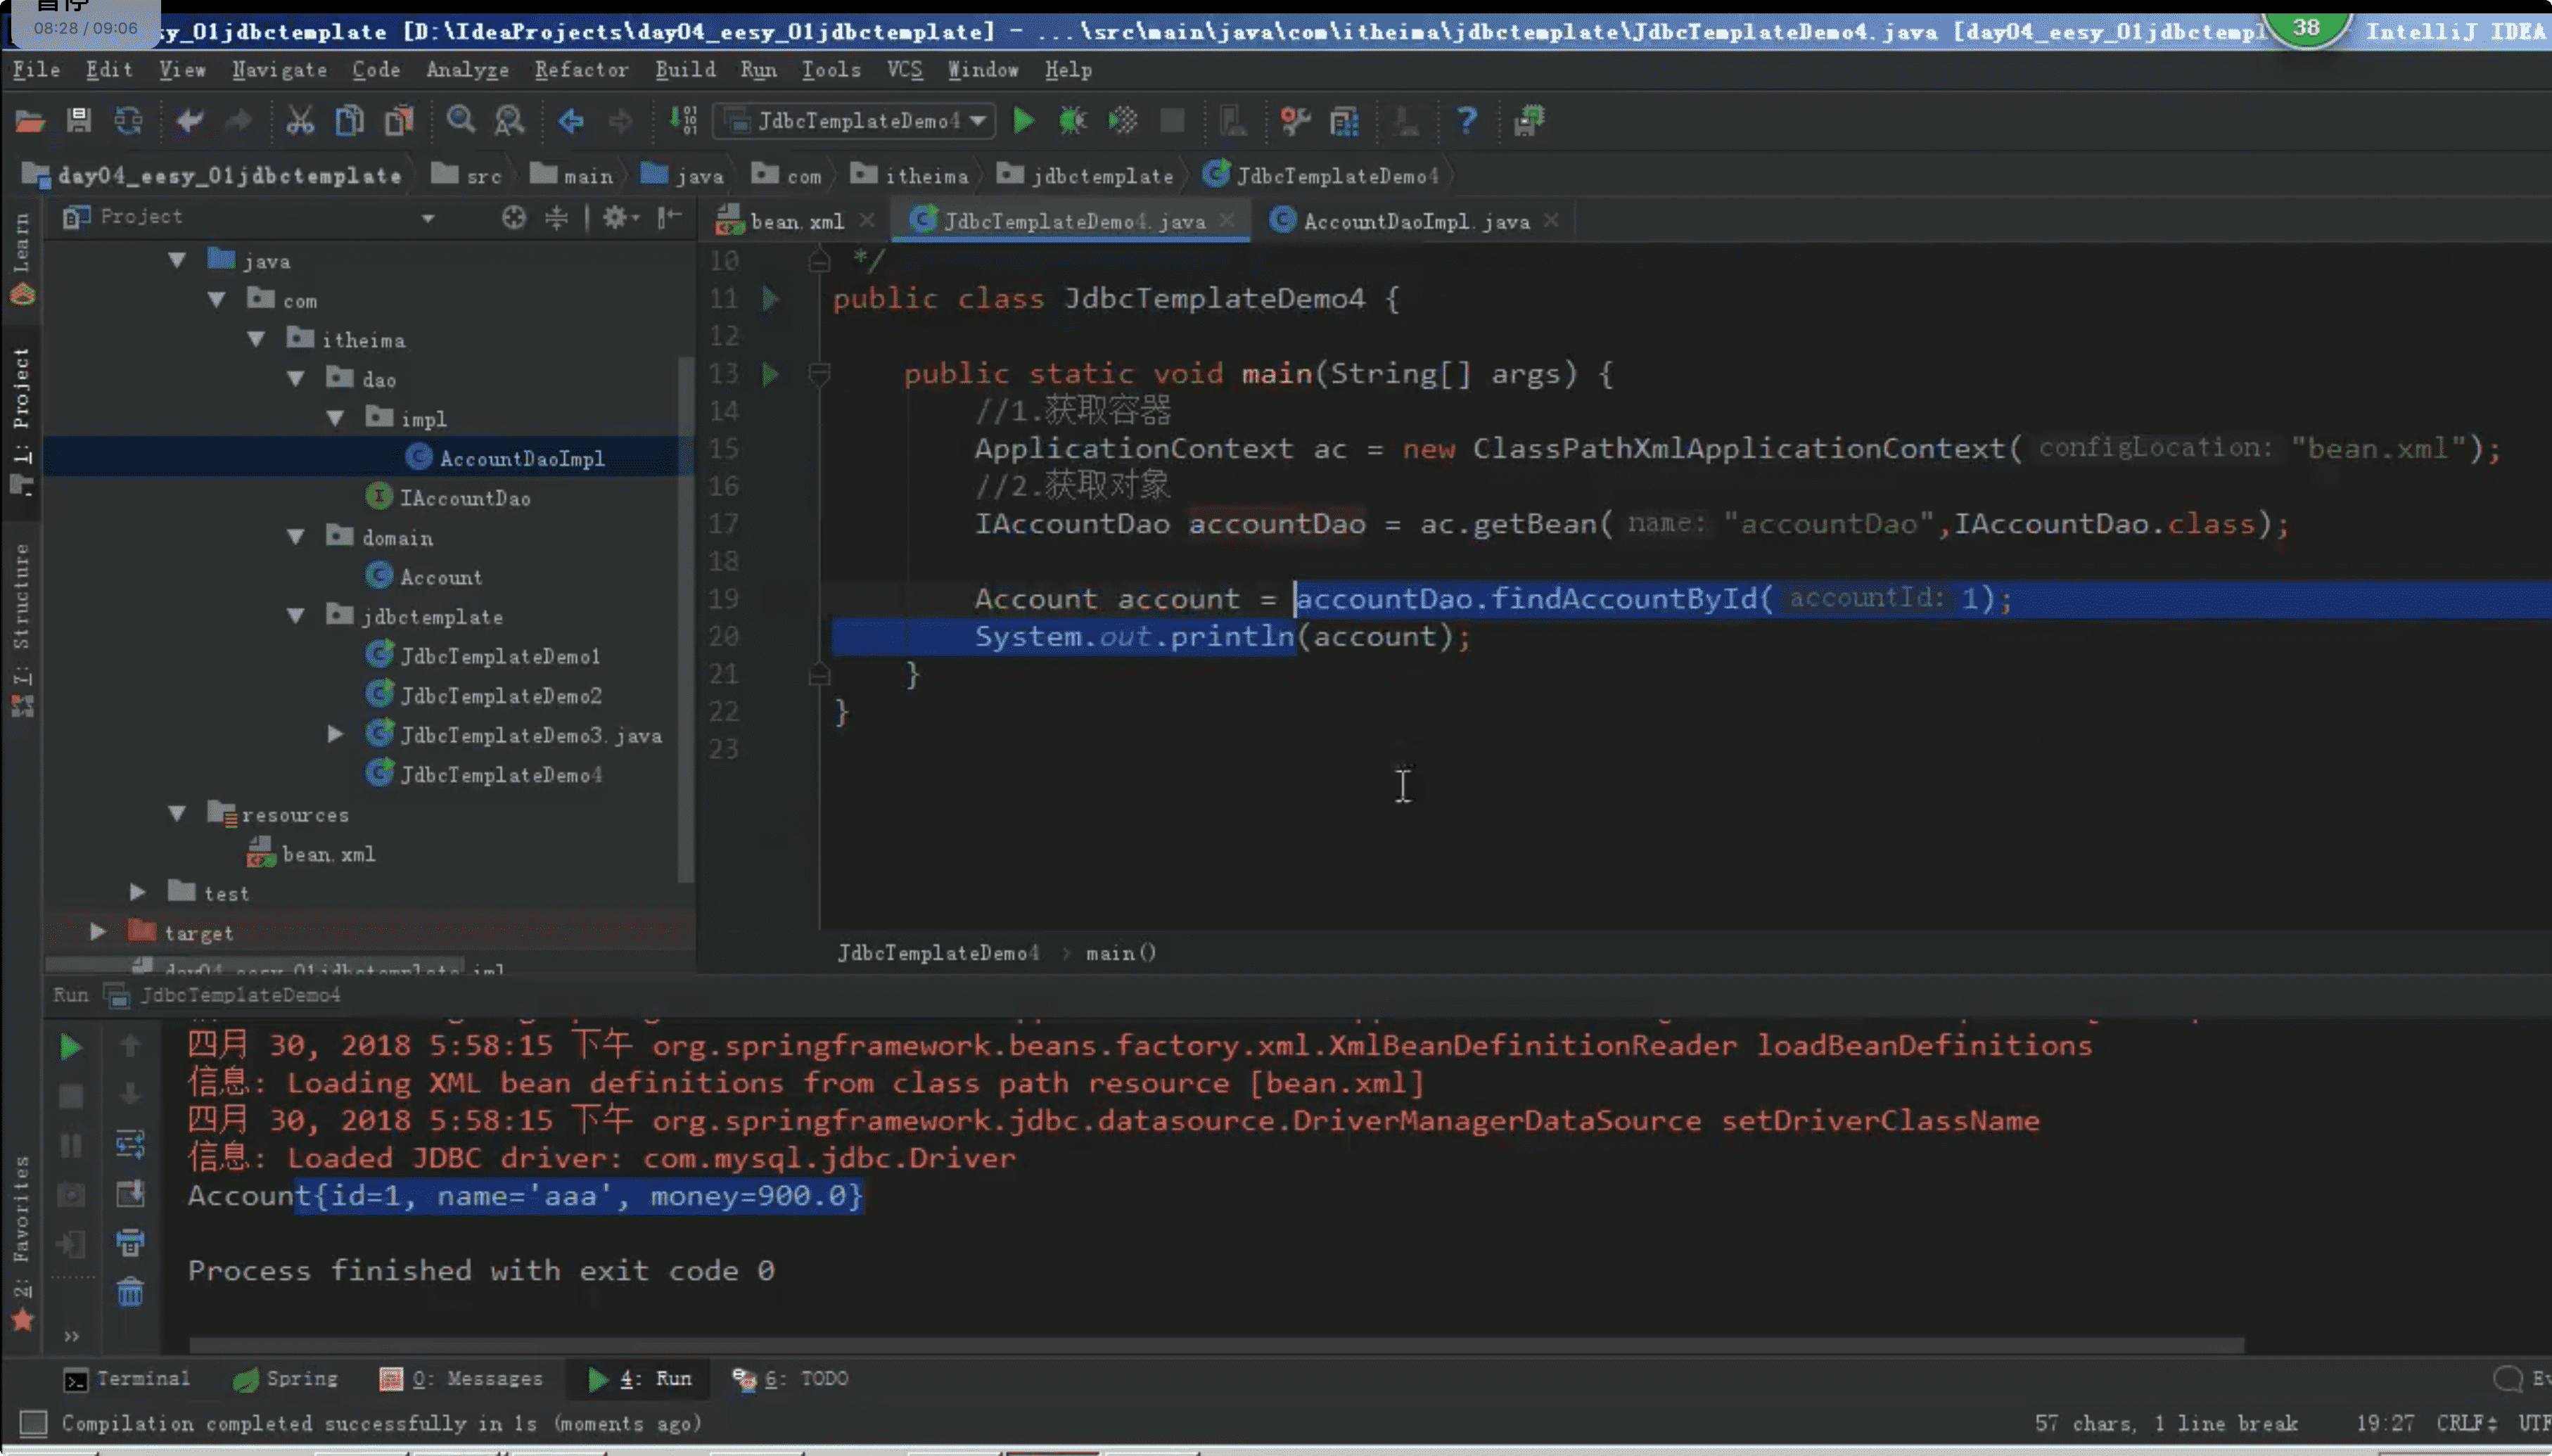 暂停
08:28 / 09:06
sy_01jdbctemplate [D:\IdeaProjects\day04_eesy_01jdbctemplate] - ...\src\main\java\com\itheima\jdbctemplate\JdbcTemplateDemo4.java [day04_eesy_01jdbctempl
38
IntelliJ IDEA
File Edit View Navigate Code Analyze Refactor Build Run Tools VCS Window Help
JdbcTemplateDemo4
day04_eesy_01jdbctemplate src main java com itheima jdbctemplate JdbcTemplateDemo4
Learn
1: Project
7: Structure
2: Favorites
Project
java
com
itheima
dao
impl
AccountDaoImpl
IAccountDao
domain
Account
jdbctemplate
JdbcTemplateDemo1
JdbcTemplateDemo2
JdbcTemplateDemo3.java
JdbcTemplateDemo4
resources
bean.xml
test
target
day04_eesy_01jdbctemplate.iml
bean.xml JdbcTemplateDemo4.java AccountDaoImpl.java
10 */
11 public class JdbcTemplateDemo4 {
12
13 public static void main(String[] args) {
14 //1.获取容器
15 ApplicationContext ac = new ClassPathXmlApplicationContext( configLocation: "bean.xml");
16 //2.获取对象
17 IAccountDao accountDao = ac.getBean( name: "accountDao",IAccountDao.class);
18
19 Account account = accountDao.findAccountById( accountId: 1);
20 System.out.println(account);
21 }
22 }
23
JdbcTemplateDemo4 > main()
Run JdbcTemplateDemo4
四月 30, 2018 5:58:15 下午 org.springframework.beans.factory.xml.XmlBeanDefinitionReader loadBeanDefinitions
信息: Loading XML bean definitions from class path resource [bean.xml]
四月 30, 2018 5:58:15 下午 org.springframework.jdbc.datasource.DriverManagerDataSource setDriverClassName
信息: Loaded JDBC driver: com.mysql.jdbc.Driver
Account{id=1, name='aaa', money=900.0}
Process finished with exit code 0
Terminal Spring 0: Messages 4: Run 6: TODO
Compilation completed successfully in 1s (moments ago)
57 chars, 1 line break 19:27 CRLF UTF